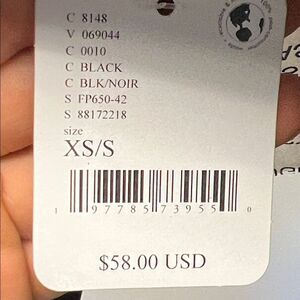 C 8148
V 069044
C 0010
C BLACK
C BLK/NOIR
S FP650-42
S 88172218
size
XS/S
1 97785 73955 0
$58.00 USD